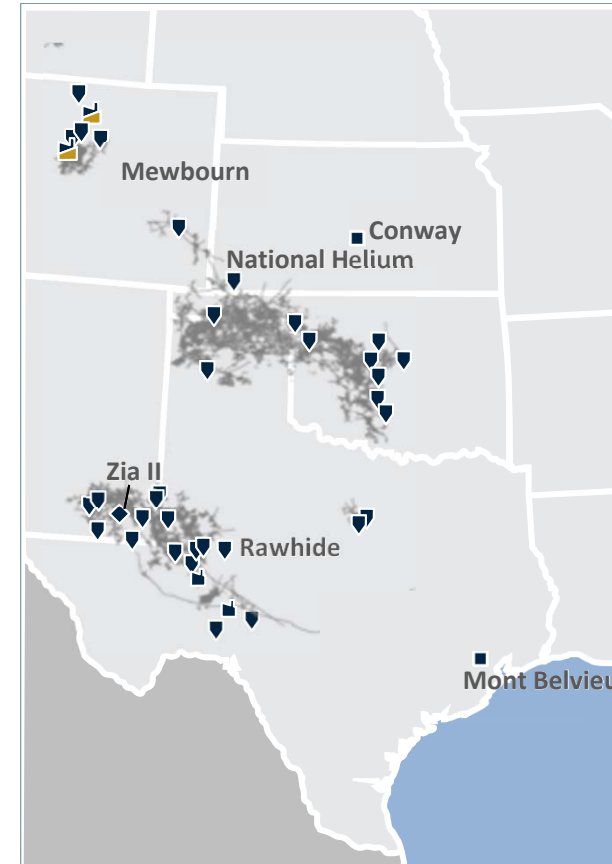 Mewbourn
Conway
National Helium
Zia II
Rawhide
Mont Belvieu